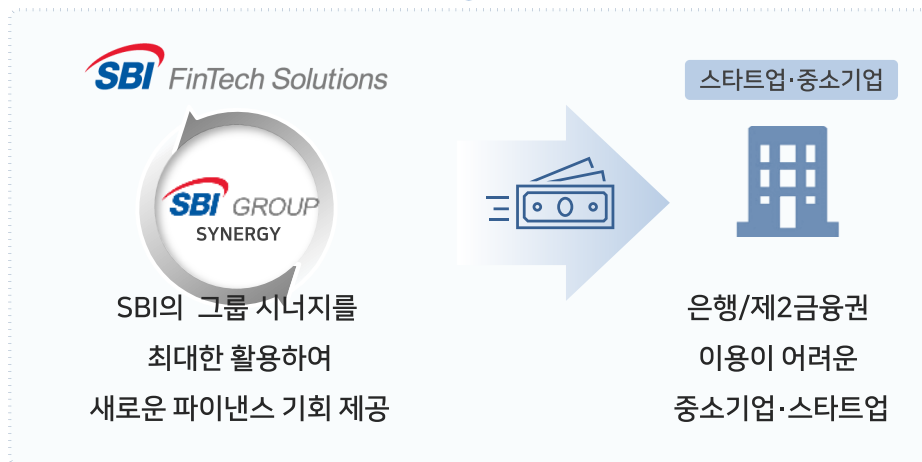 SBI FinTech Solutions
SBI GROUP
SYNERGY
SBI의 그룹 시너지를
최대한 활용하여
새로운 파이낸스 기회 제공
스타트업·중소기업
은행/제2금융권
이용이 어려운
중소기업·스타트업